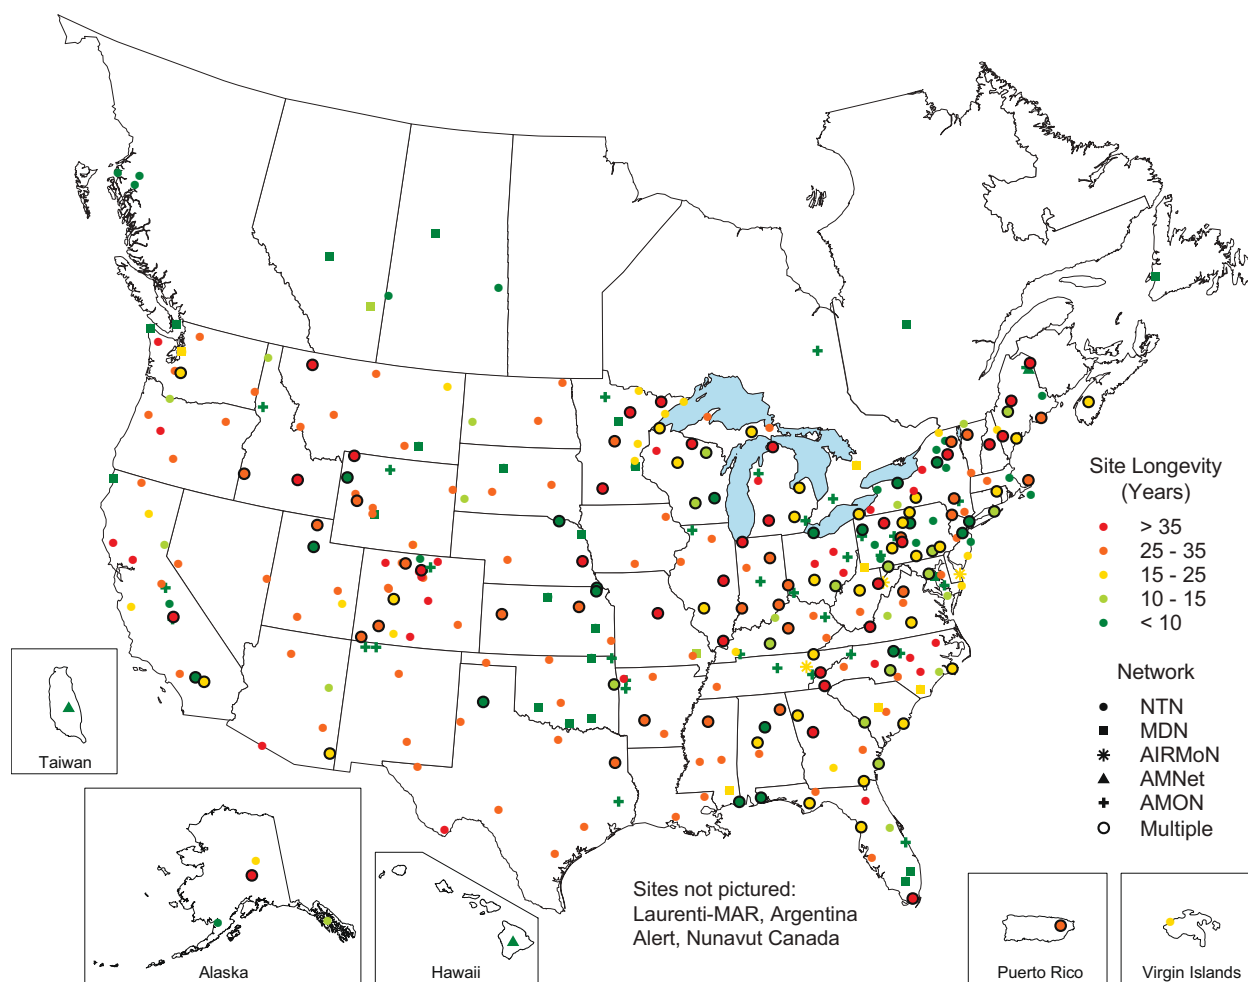 Site Longevity
(Years)
> 35
25 - 35
15 - 25
10 - 15
< 10
Network
NTN
MDN
AIRMoN
AMNet
AMON
Multiple
Taiwan
Alaska
Hawaii
Sites not pictured:
Laurenti-MAR, Argentina
Alert, Nunavut Canada
Puerto Rico
Virgin Islands